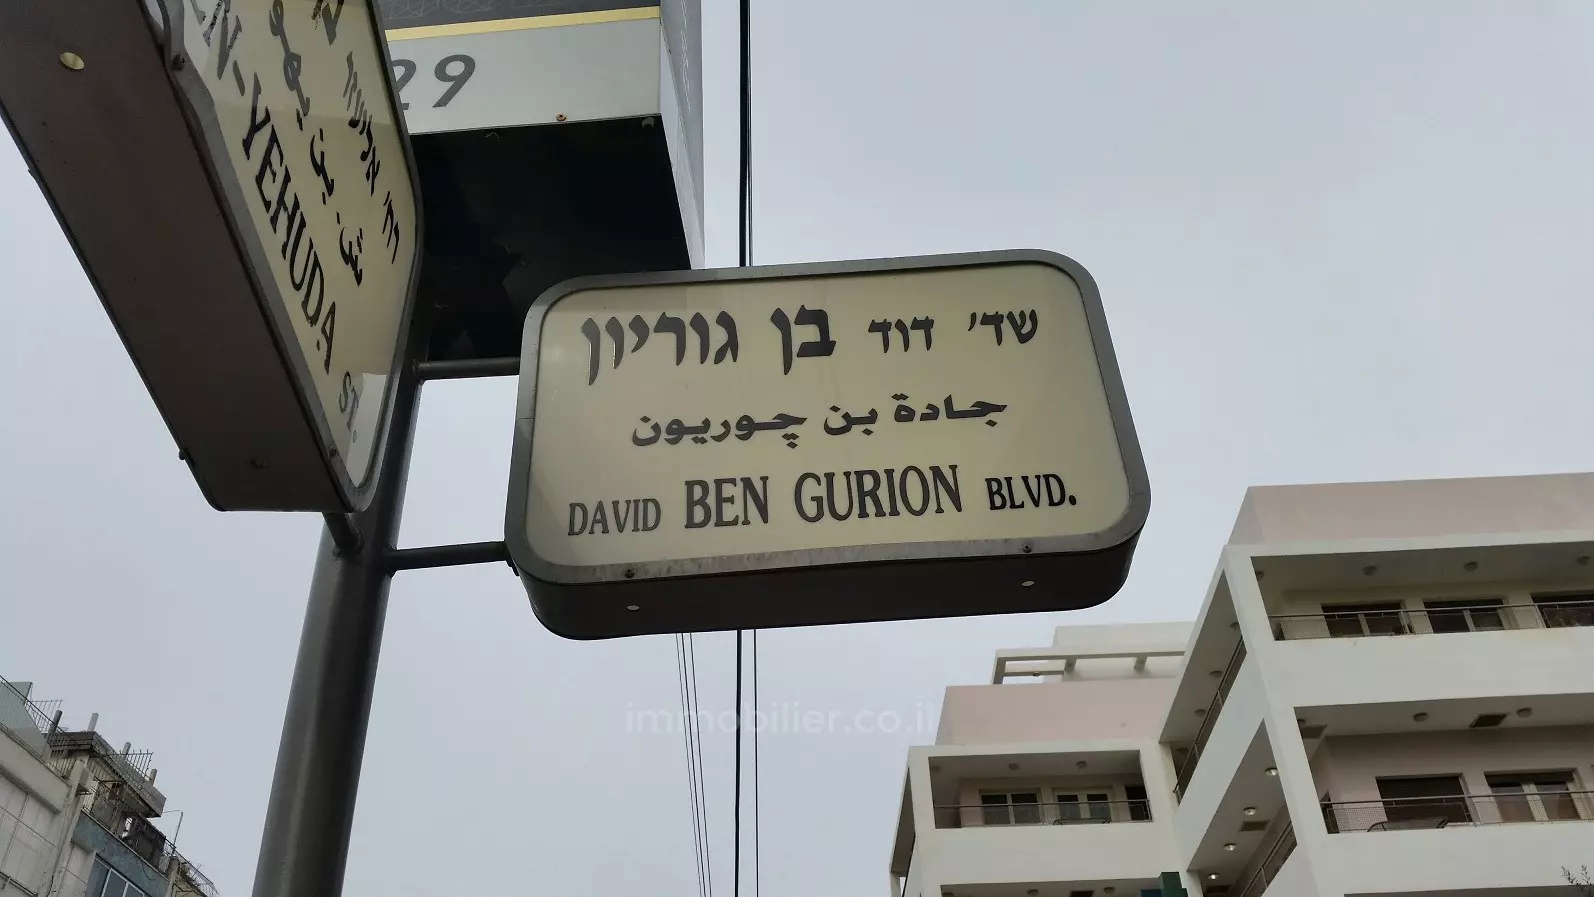 שד' דוד בן גוריון
جادة بن چوريون
DAVID BEN GURION BLVD.
N-YEHUDA ST.
29
immobilier.co.il